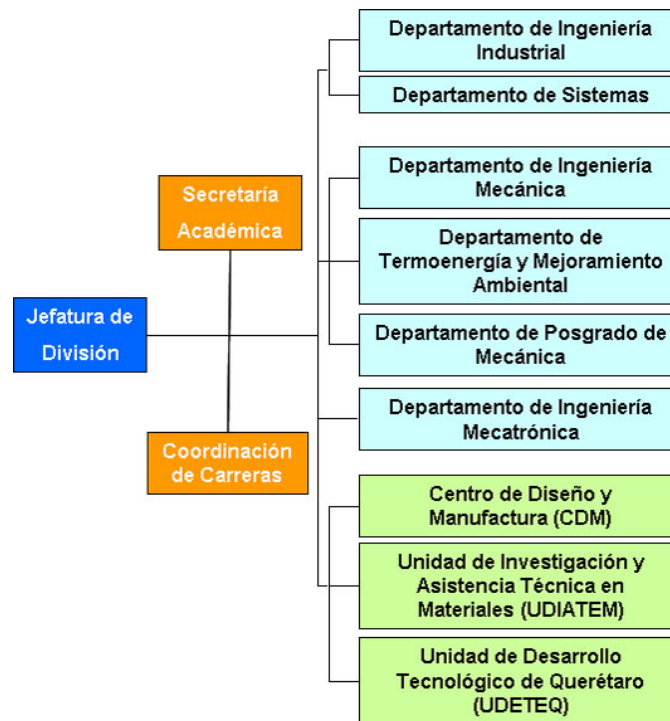 Departamento de Ingeniería
Industrial
Departamento de Sistemas
Departamento de Ingeniería
Mecánica
Secretaría
Académica
Departamento de
Termoenergía y Mejoramiento
Ambiental
Jefatura de
División
Departamento de Posgrado de
Mecánica
Departamento de Ingeniería
Mecatrónica
Coordinación
de Carreras
Centro de Diseño y
Manufactura (CDM)
Unidad de Investigación y
Asistencia Técnica en
Materiales (UDIATEM)
Unidad de Desarrollo
Tecnológico de Querétaro
(UDETEQ)